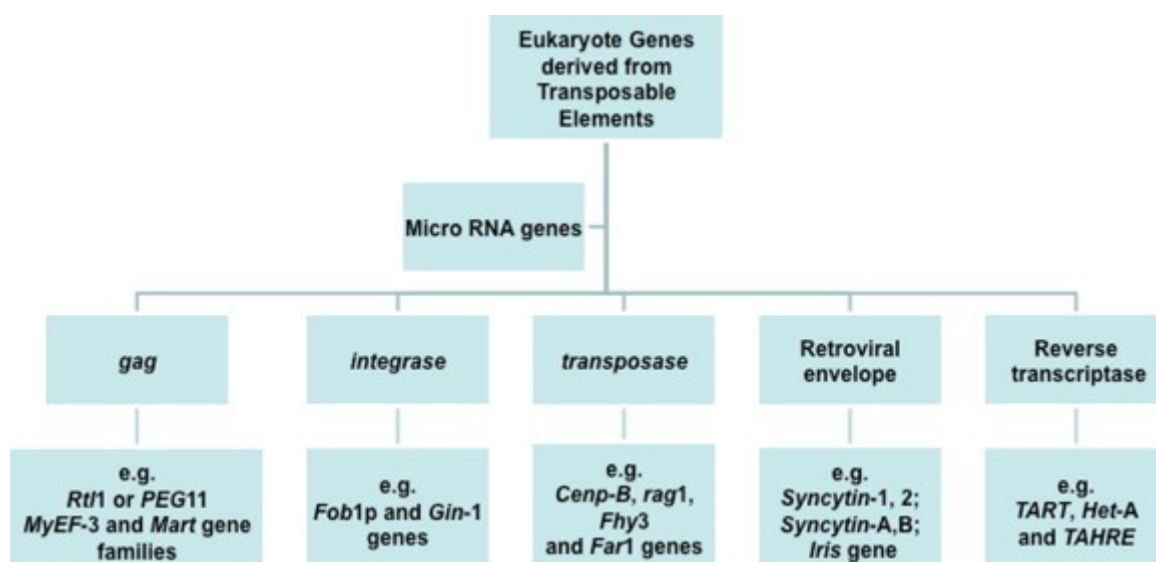 Eukaryote Genes
derived from
Transposable
Elements
Micro RNA genes
gag
integrase
transposase
Retroviral
envelope
Reverse
transcriptase
e.g.
Rtl1 or PEG11
MyEF-3 and Mart gene
families
e.g.
Fob1p and Gin-1
genes
e.g.
Cenp-B, rag1,
Fhy3
and Far1 genes
e.g.
Syncytin-1, 2;
Syncytin-A,B;
Iris gene
e.g.
TART, Het-A
and TAHRE